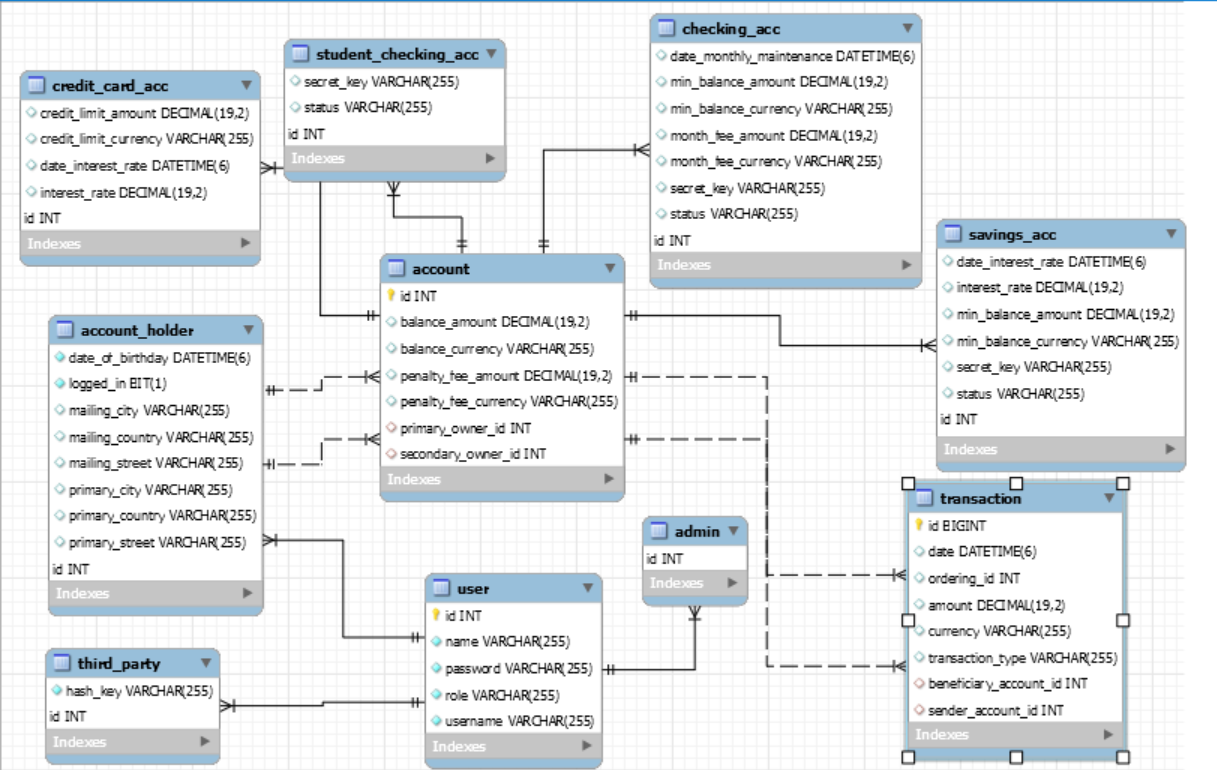 credit_card_acc
credit_limit_amount DECIMAL(19,2)
credit_limit_currency VARCHAR(255)
date_interest_rate DATETIME(6)
interest_rate DECIMAL(19,2)
id INT
Indexes
student_checking_acc
secret_key VARCHAR(255)
status VARCHAR(255)
id INT
Indexes
checking_acc
date_monthly_maintenance DATETIME(6)
min_balance_amount DECIMAL(19,2)
min_balance_currency VARCHAR(255)
month_fee_amount DECIMAL(19,2)
month_fee_currency VARCHAR(255)
secret_key VARCHAR(255)
status VARCHAR(255)
id INT
Indexes
savings_acc
date_interest_rate DATETIME(6)
interest_rate DECIMAL(19,2)
min_balance_amount DECIMAL(19,2)
min_balance_currency VARCHAR(255)
secret_key VARCHAR(255)
status VARCHAR(255)
id INT
Indexes
account
id INT
balance_amount DECIMAL(19,2)
balance_currency VARCHAR(255)
penalty_fee_amount DECIMAL(19,2)
penalty_fee_currency VARCHAR(255)
primary_owner_id INT
secondary_owner_id INT
Indexes
account_holder
date_of_birthday DATETIME(6)
logged_in BIT(1)
mailing_city VARCHAR(255)
mailing_country VARCHAR(255)
mailing_street VARCHAR(255)
primary_city VARCHAR(255)
primary_country VARCHAR(255)
primary_street VARCHAR(255)
id INT
Indexes
transaction
id BIGINT
date DATETIME(6)
ordering_id INT
amount DECIMAL(19,2)
currency VARCHAR(255)
transaction_type VARCHAR(255)
beneficiary_account_id INT
sender_account_id INT
Indexes
admin
id INT
Indexes
user
id INT
name VARCHAR(255)
password VARCHAR(255)
role VARCHAR(255)
username VARCHAR(255)
Indexes
third_party
hash_key VARCHAR(255)
id INT
Indexes